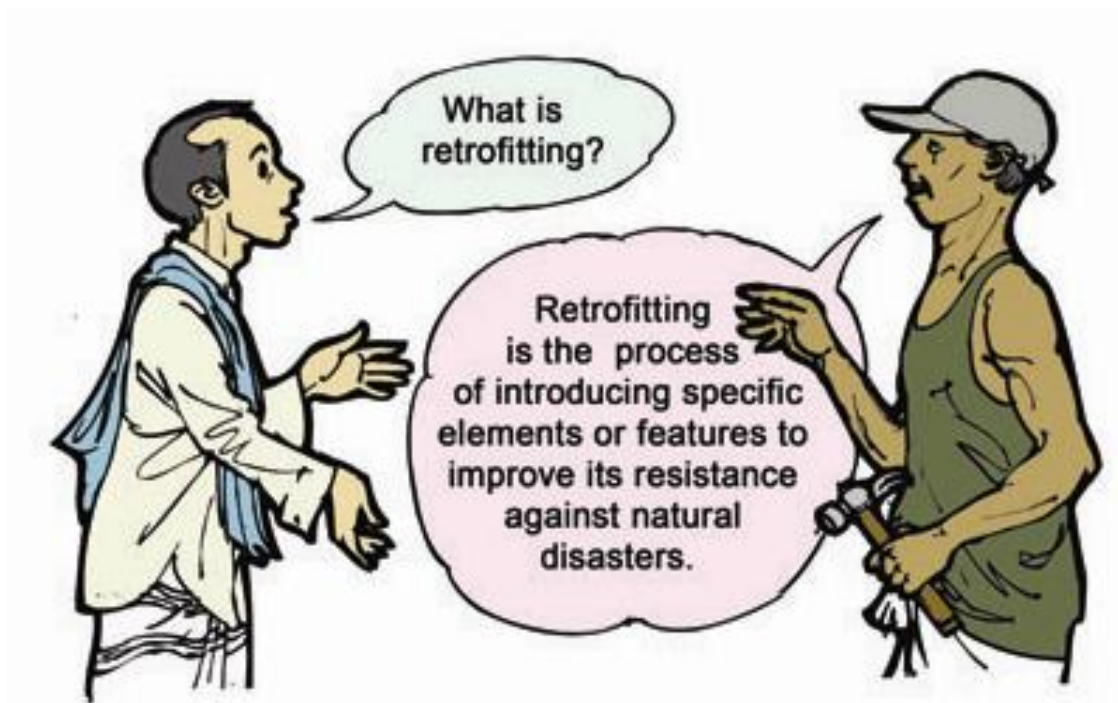 What is
retrofitting?
Retrofitting
is the process
of introducing specific
elements or features to
improve its resistance
against natural
disasters.